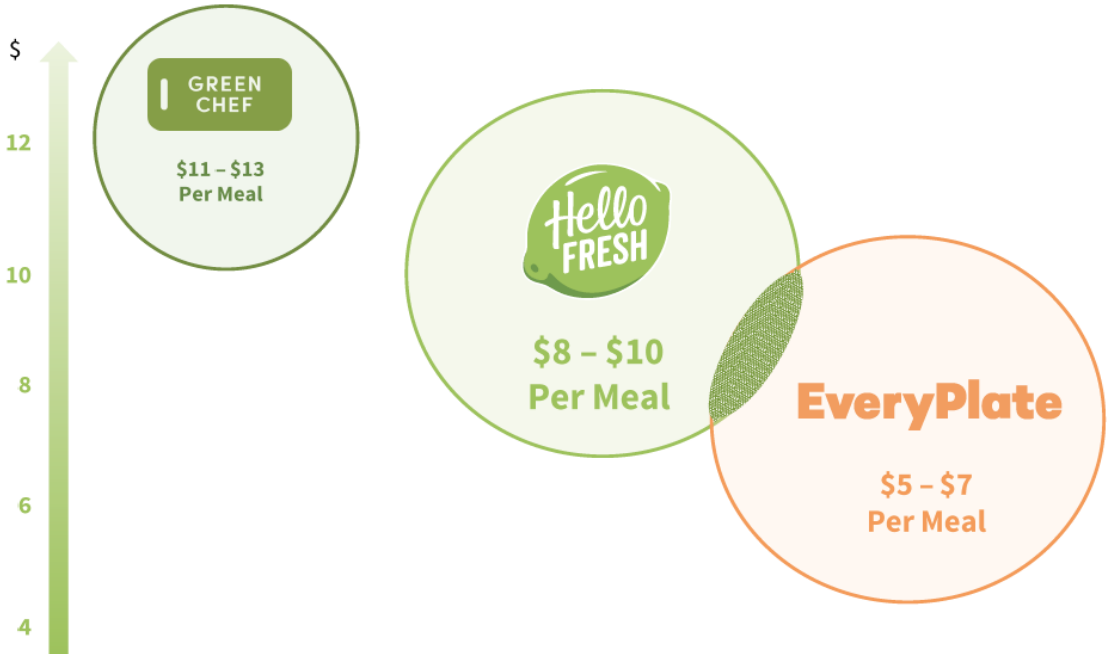 $
12
10
8
6
4
GREEN
CHEF
$11 – $13
Per Meal
Hello
FRESH
$8 – $10
Per Meal
EveryPlate
$5 – $7
Per Meal